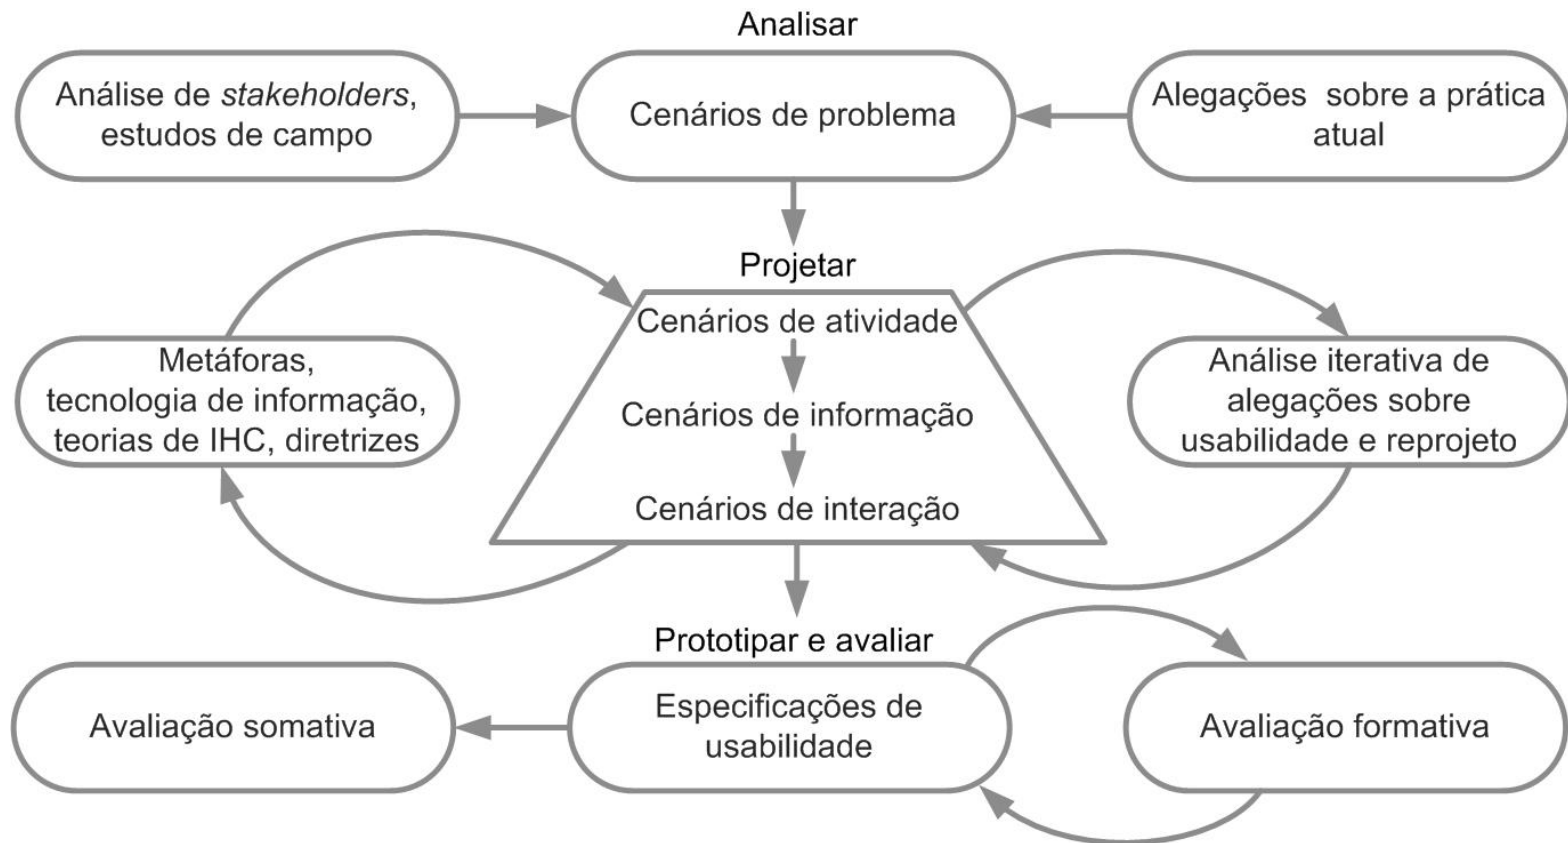 Analisar
Análise de stakeholders,
estudos de campo
Cenários de problema
Alegações sobre a prática
atual
Projetar
Metáforas,
tecnologia de informação,
teorias de IHC, diretrizes
Cenários de atividade
Cenários de informação
Cenários de interação
Análise iterativa de
alegações sobre
usabilidade e reprojeto
Prototipar e avaliar
Avaliação somativa
Especificações de
usabilidade
Avaliação formativa